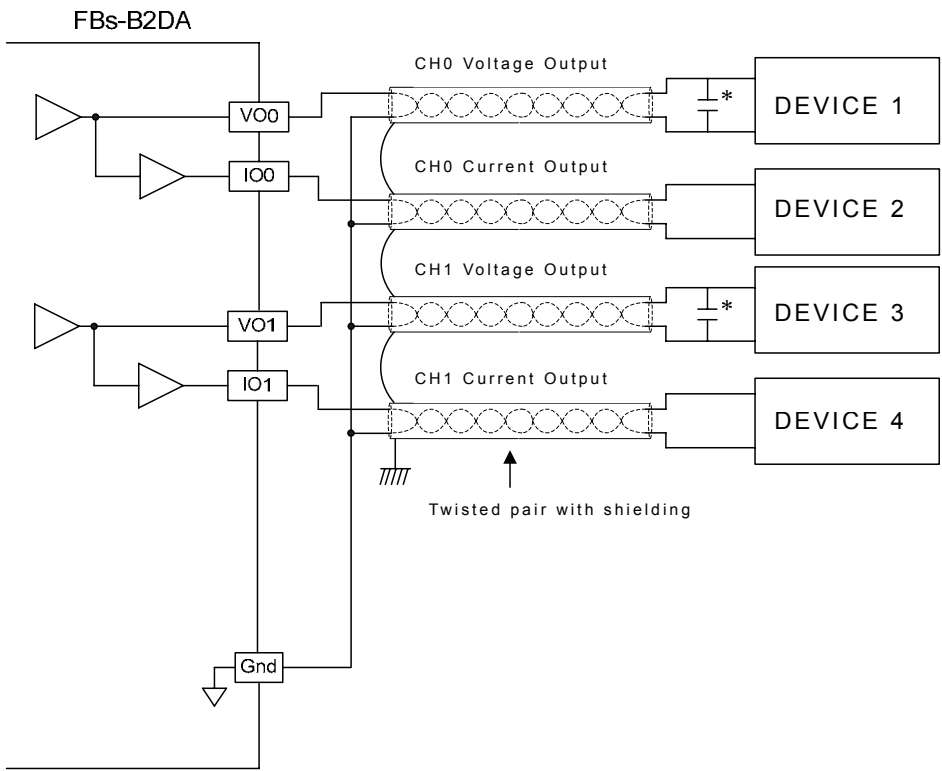 FBs-B2DA
CH0 Voltage Output
VO0
*
DEVICE 1
CH0 Current Output
IO0
DEVICE 2
CH1 Voltage Output
VO1
*
DEVICE 3
CH1 Current Output
IO1
DEVICE 4
Twisted pair with shielding
Gnd